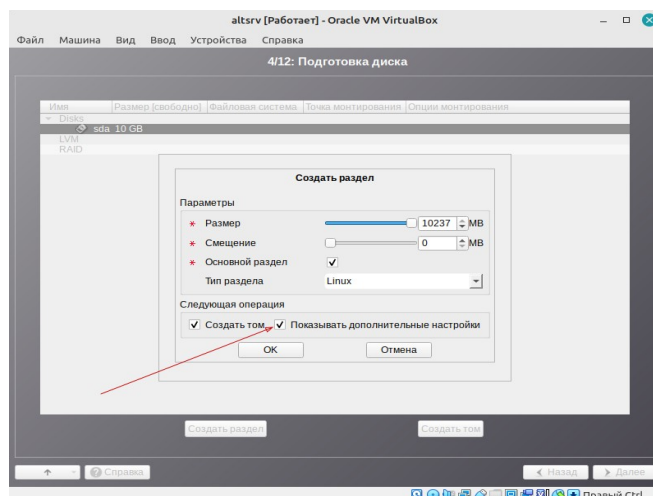 altsrv [Работает] - Oracle VM VirtualBox
Файл Машина Вид Ввод Устройства Справка
4/12: Подготовка диска
Имя Размер (свободно) Файловая система Точка монтирования Опции монтирования
Disks
sda 10 GB
LVM
RAID
Создать раздел
Параметры
* Размер 10237 MB
* Смещение 0 MB
* Основной раздел
Тип раздела Linux
Следующая операция
Создать том Показывать дополнительные настройки
OK Отмена
Создать раздел Создать том
Справка Назад Далее
Правый Ctrl